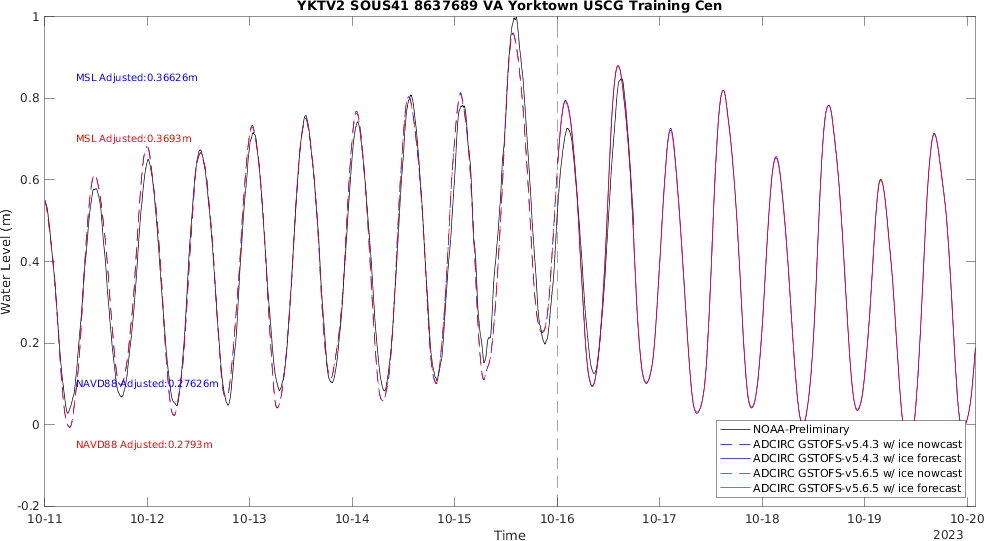 YKTV2 SOUS41 8637689 VA Yorktown USCG Training Cen
1
0.8
0.6
0.4
0.2
0
-0.2
Water Level (m)
MSL Adjusted:0.36626m
MSL Adjusted:0.3693m
NAVD88 Adjusted:0.27626m
NAVD88 Adjusted:0.2793m
NOAA-Preliminary
ADCIRC GSTOFS-v5.4.3 w/ ice nowcast
ADCIRC GSTOFS-v5.4.3 w/ ice forecast
ADCIRC GSTOFS-v5.6.5 w/ ice nowcast
ADCIRC GSTOFS-v5.6.5 w/ ice forecast
10-11 10-12 10-13 10-14 10-15 10-16 10-17 10-18 10-19 10-20
Time
2023